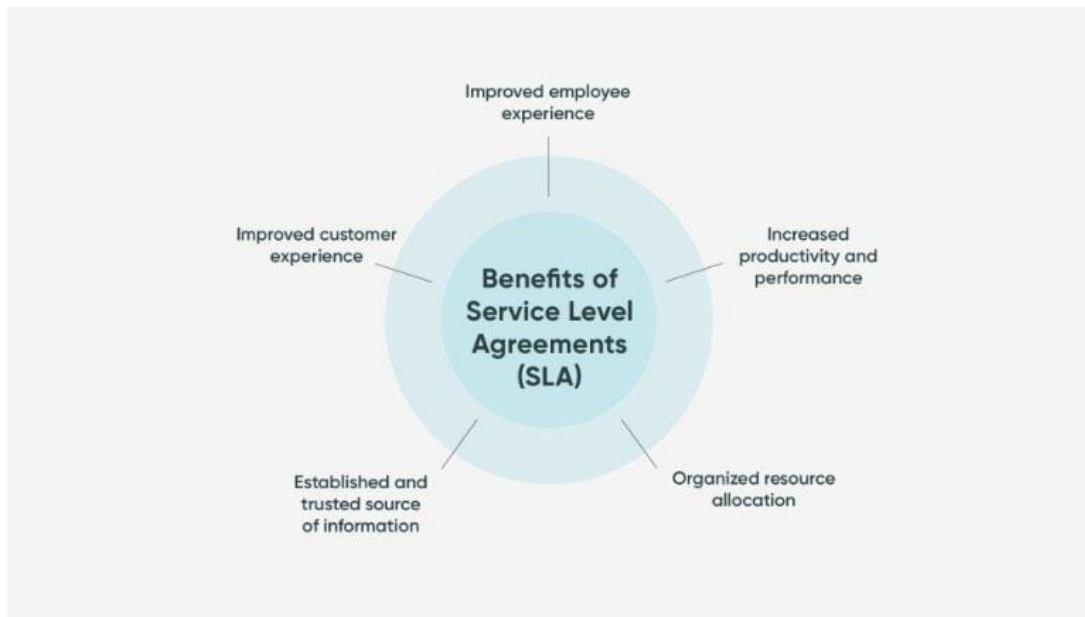 Improved employee
experience
Improved customer
experience
Increased
productivity and
performance
Benefits of
Service Level
Agreements
(SLA)
Established and
trusted source
of information
Organized resource
allocation